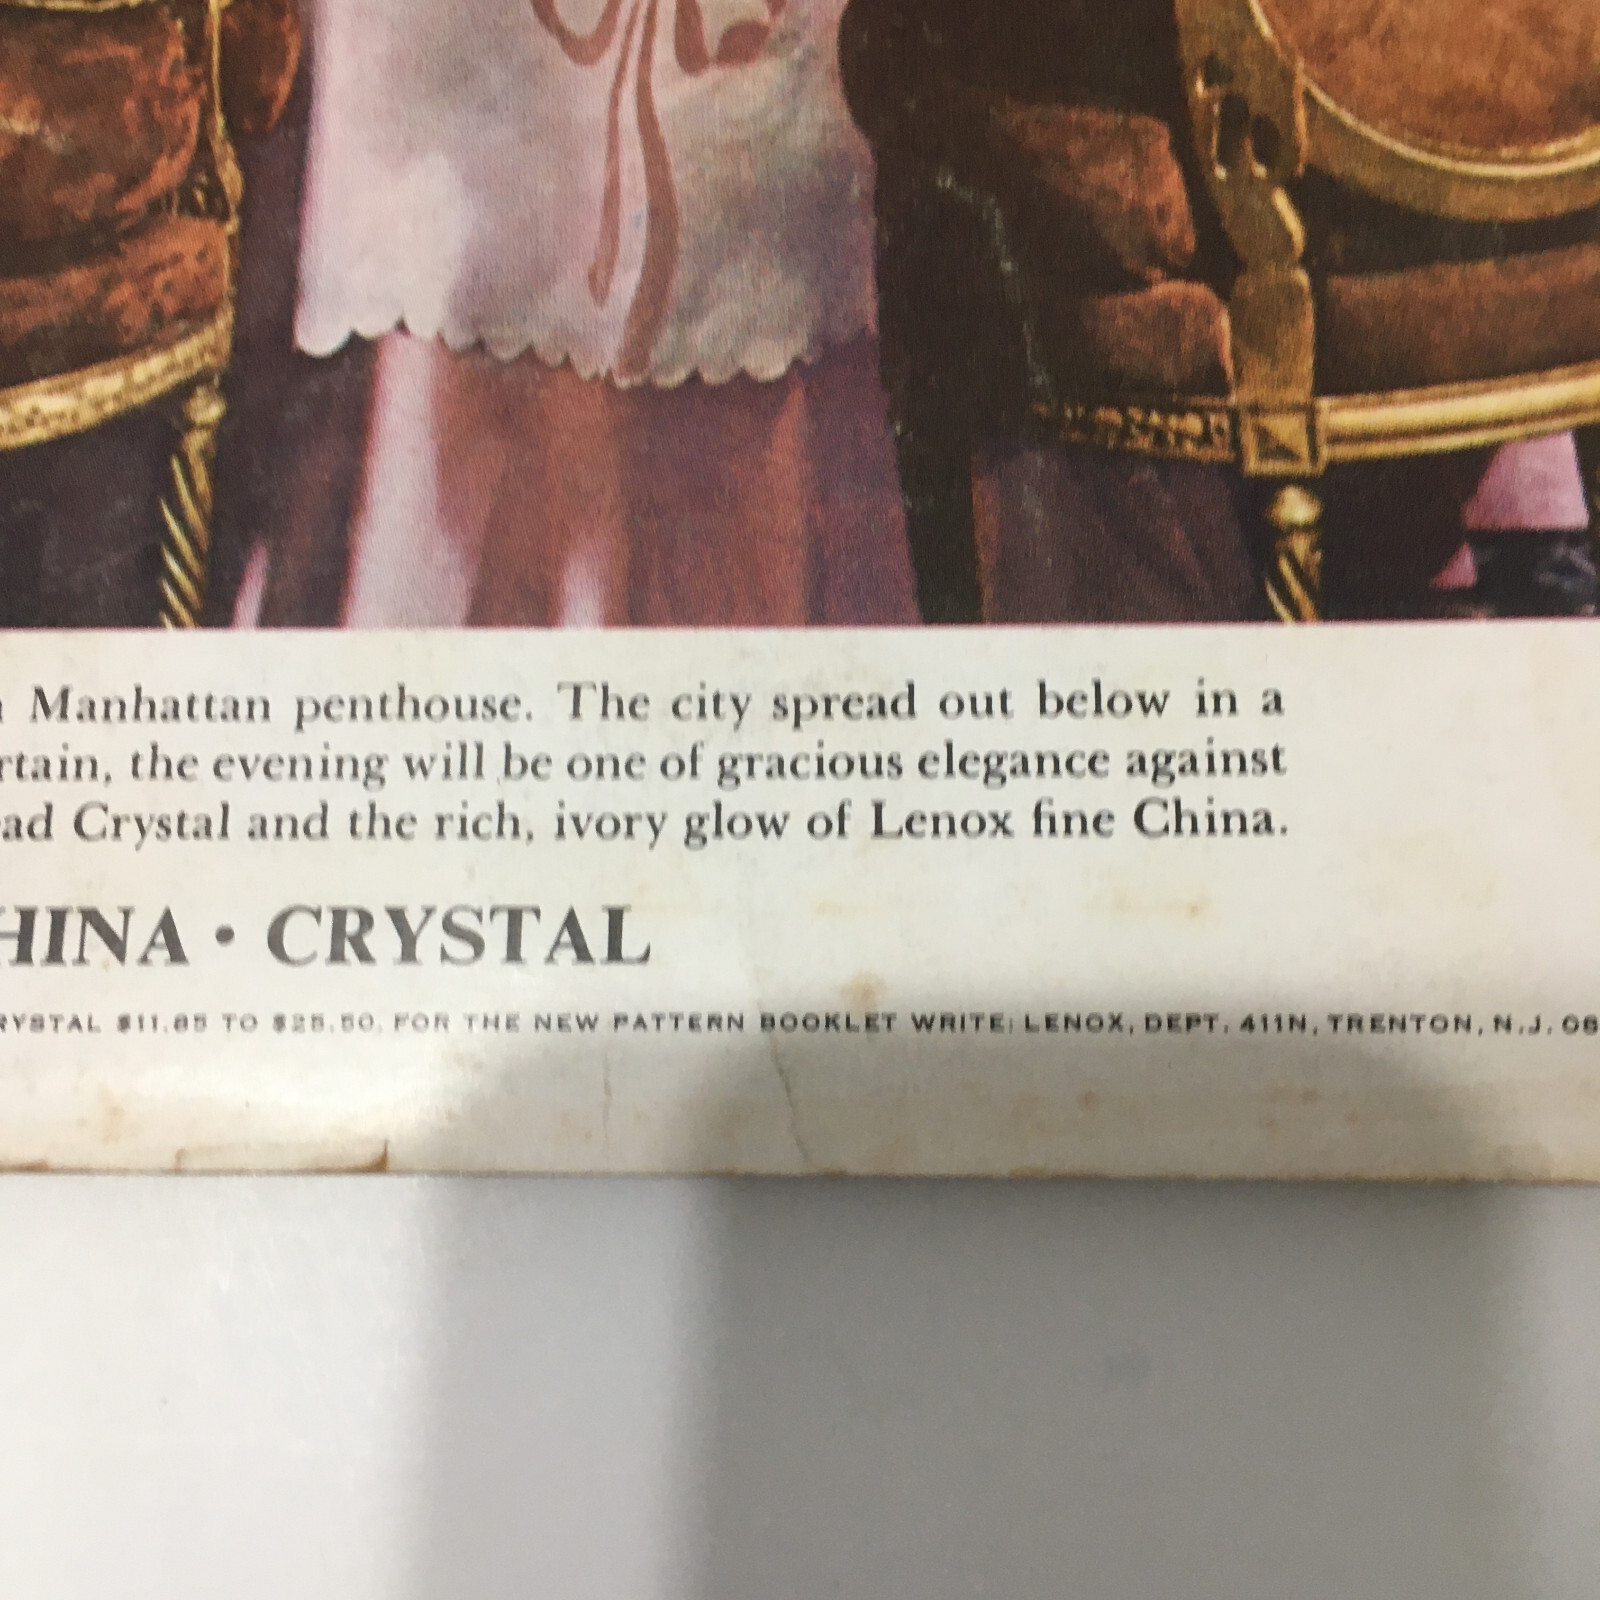 Manhattan penthouse. The city spread out below in a
rtain, the evening will be one of gracious elegance against
ad Crystal and the rich, ivory glow of Lenox fine China.
HINA • CRYSTAL
RYSTAL $11.85 TO $25.50. FOR THE NEW PATTERN BOOKLET WRITE: LENOX, DEPT. 411N, TRENTON, N.J. 08